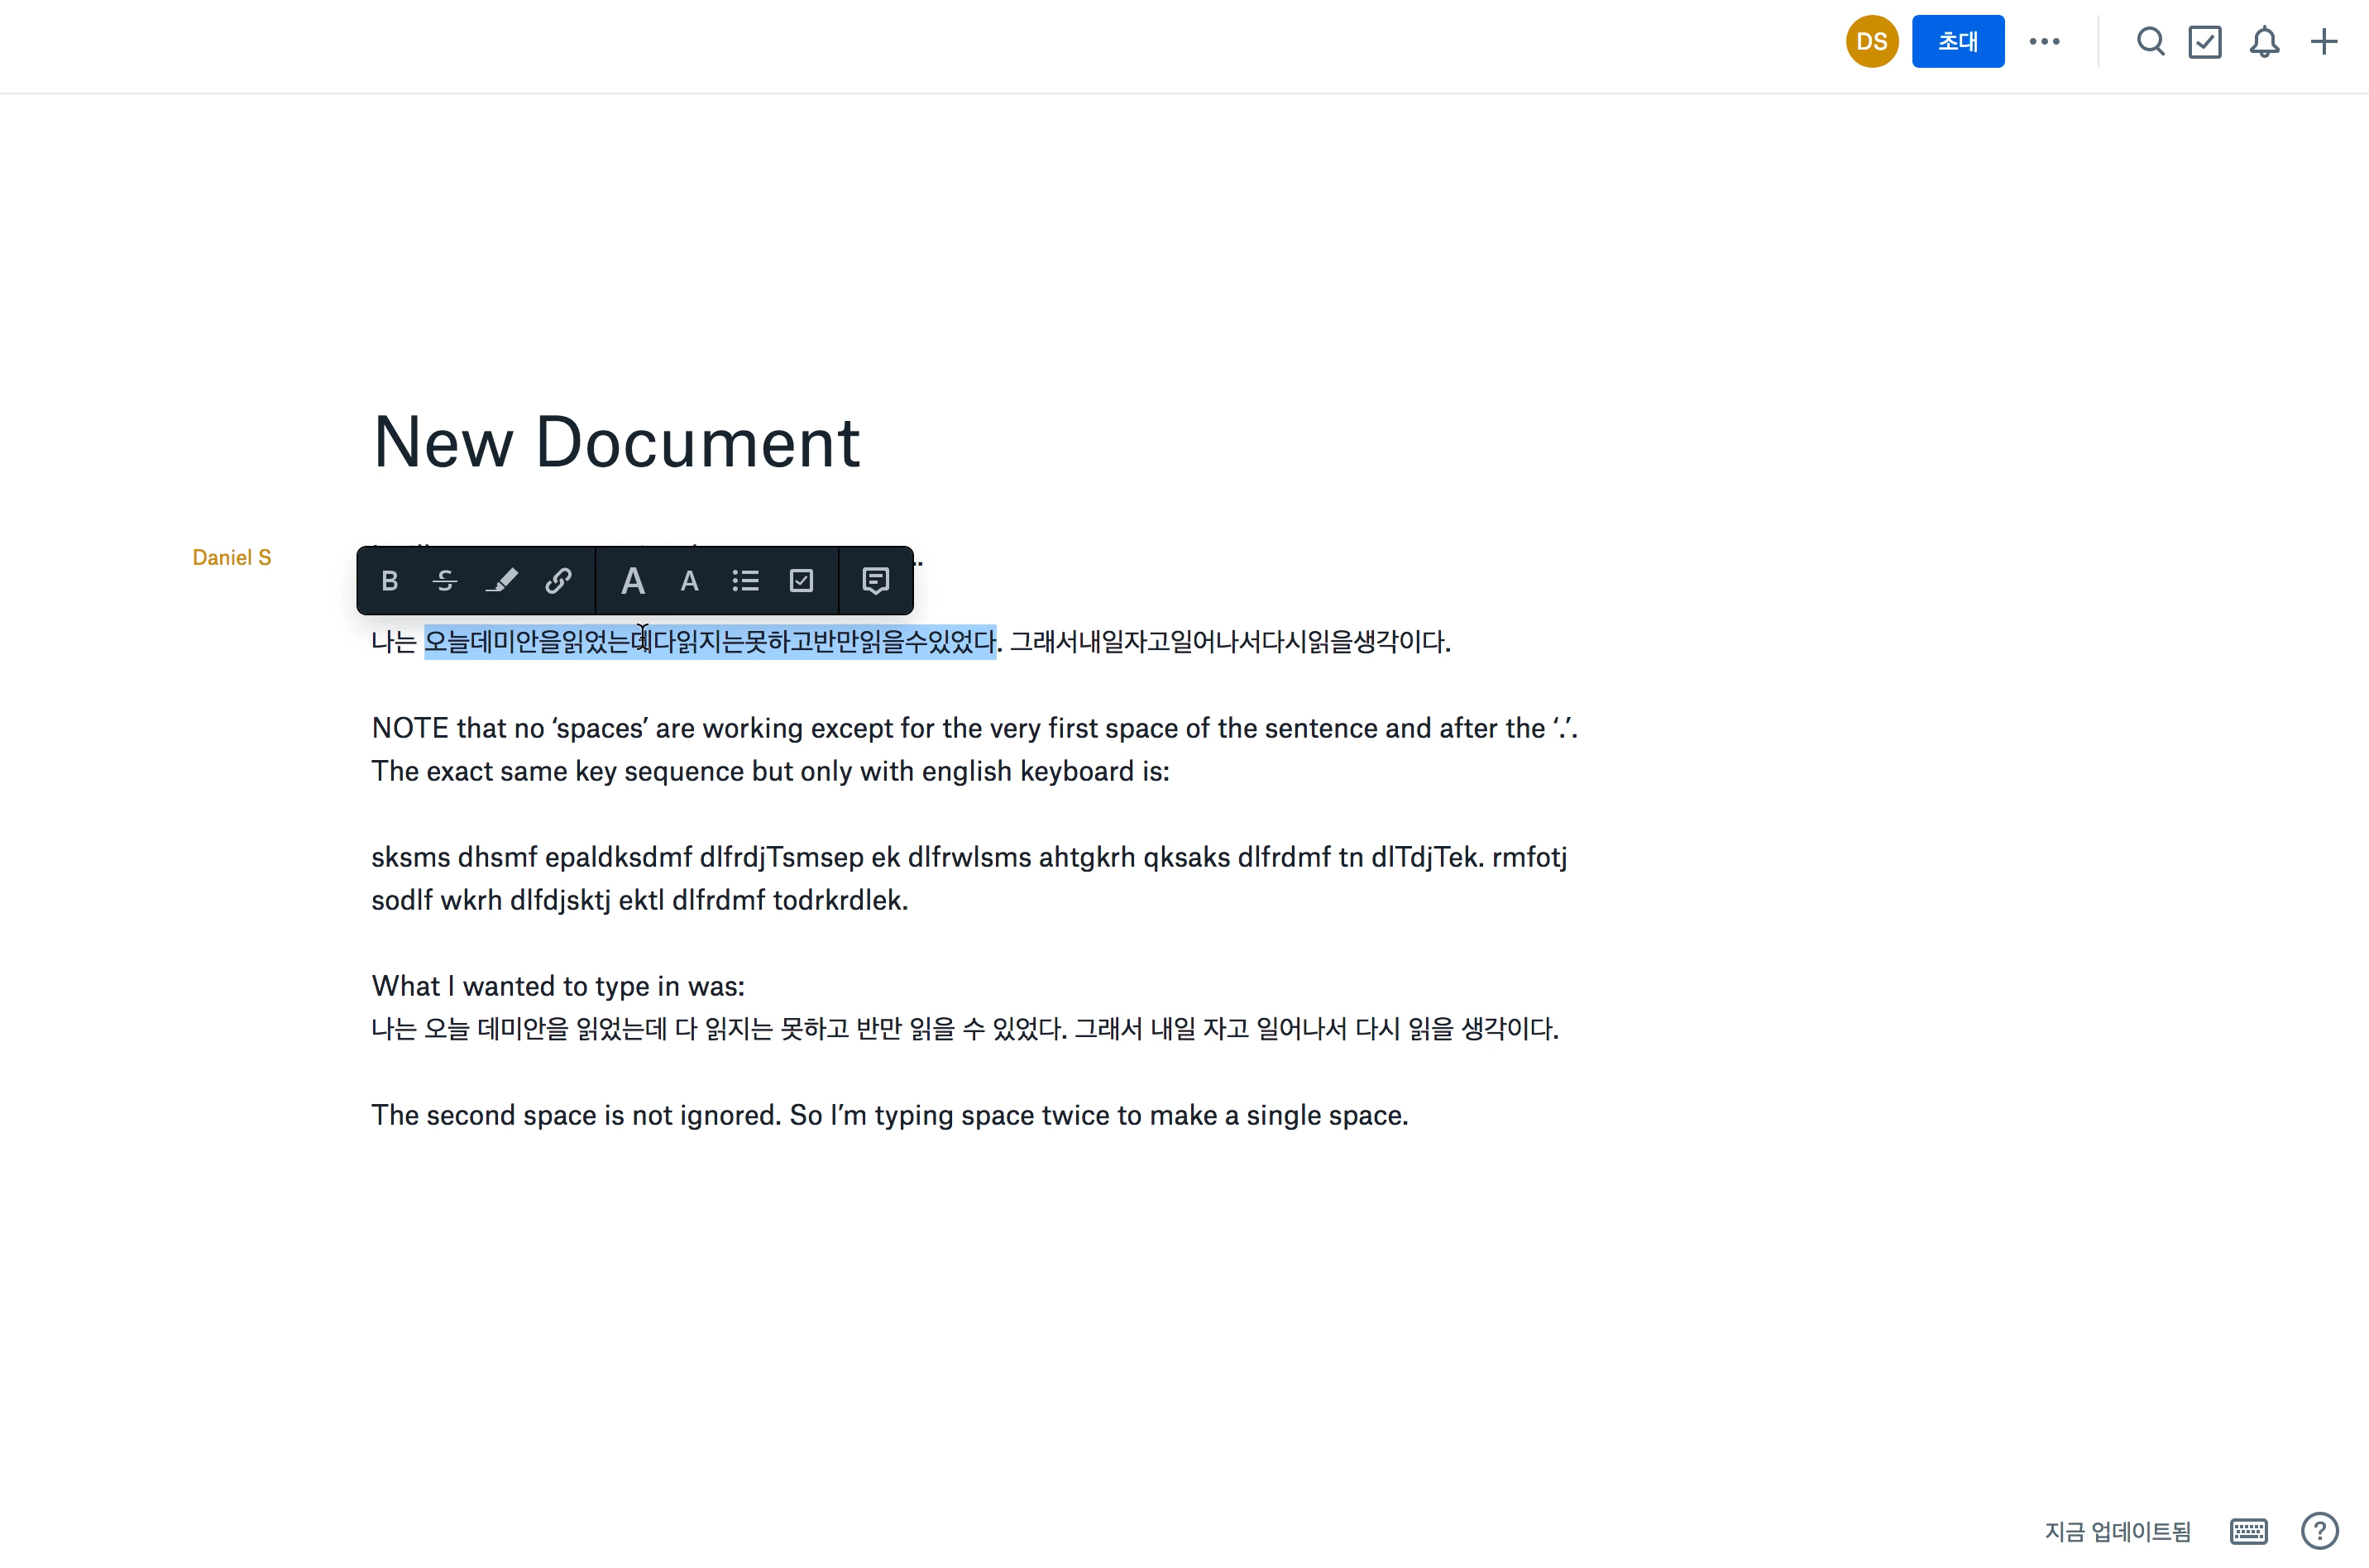 DS 초대
New Document
Daniel S
B S A A
나는 오늘데미안을읽었는데다읽지는못하고반만읽을수있었다. 그래서내일자고일어나서다시읽을생각이다.
NOTE that no ‘spaces’ are working except for the very first space of the sentence and after the ‘.’.
The exact same key sequence but only with english keyboard is:
sksms dhsmf epaldksdmf dlfrdjTsmsep ek dlfrwlsms ahtgkrh qksaks dlfrdmf tn dlTdjTek. rmfotj
sodlf wkrh dlfdjsktj ektl dlfrdmf todrkrdlek.
What I wanted to type in was:
나는 오늘 데미안을 읽었는데 다 읽지는 못하고 반만 읽을 수 있었다. 그래서 내일 자고 일어나서 다시 읽을 생각이다.
The second space is not ignored. So I’m typing space twice to make a single space.
지금 업데이트됨 ?